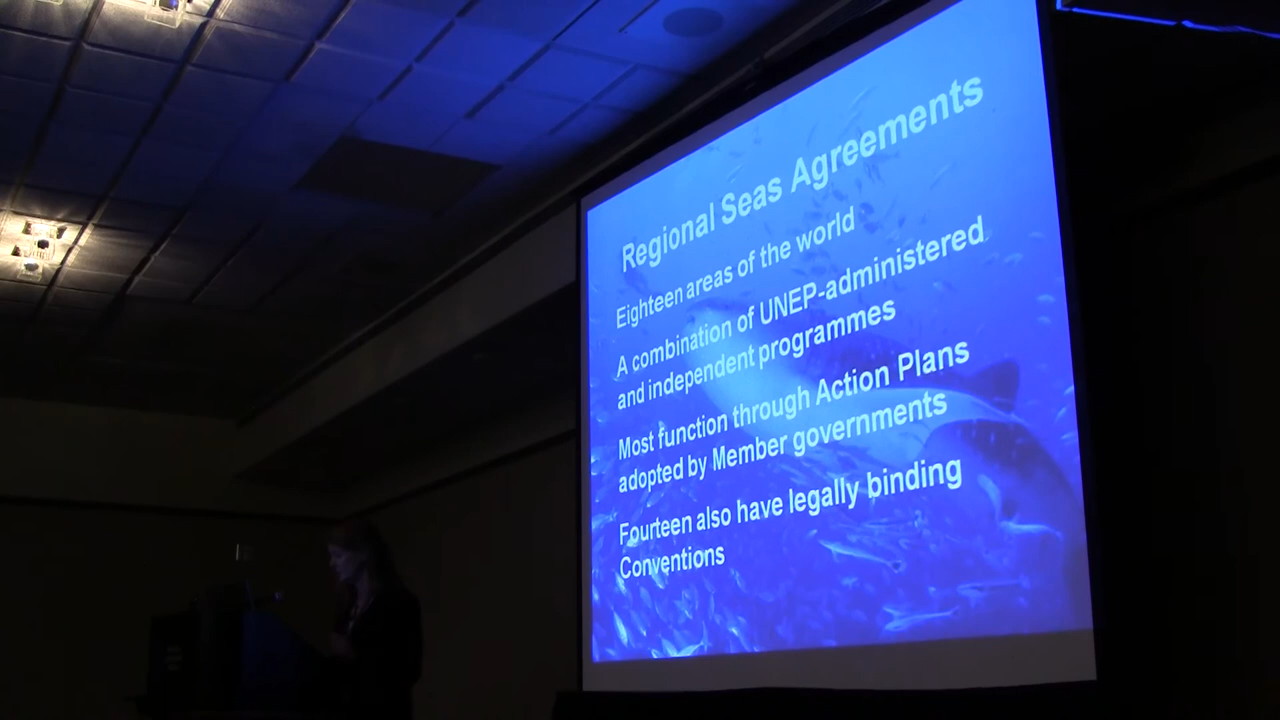 Regional Seas Agreements
Eighteen areas of the world
A combination of UNEP-administered
and independent programmes
Most function through Action Plans
adopted by Member governments
Fourteen also have legally binding
Conventions